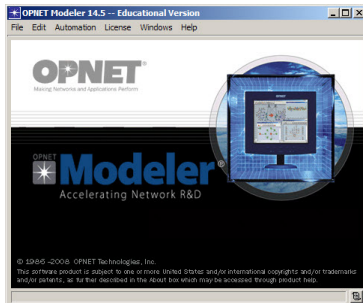 OPNET Modeler 14.5 -- Educational Version
File Edit Automation License Windows Help
OPNET®
Making Networks and Applications Perform
OPNET
Modeler®
Accelerating Network R&D
© 1986-2008 OPNET Technologies, Inc.
This software product is subject to one or more United States and/or international copyrights and/or trademarks
and/or patents, as further described in the About box which may be accessed through product help.